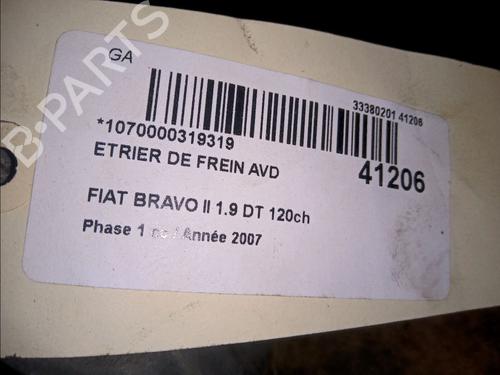 GA
33380201 41206
*1070000319319
41206
ETRIER DE FREIN AVD
FIAT BRAVO II 1.9 DT 120ch
Phase 1 / Année 2007
B-PARTS